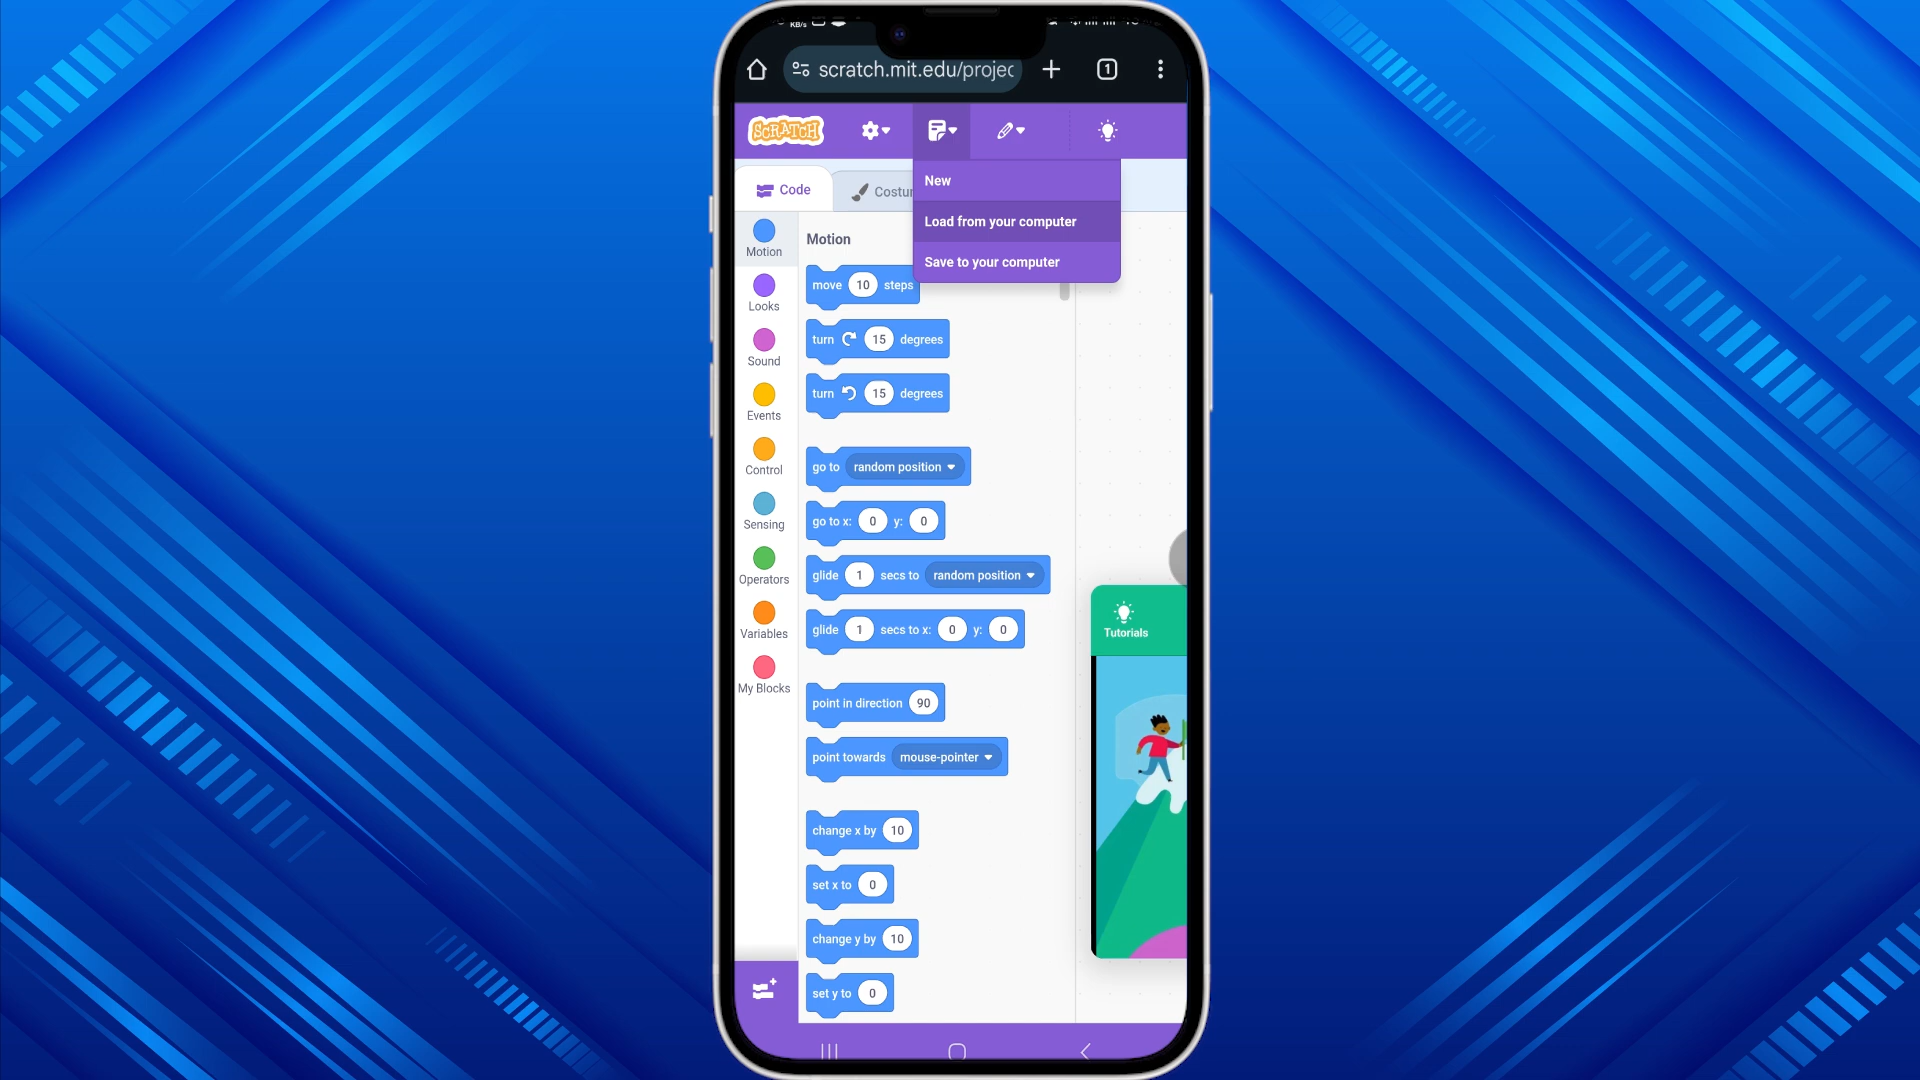 KB/s
scratch.mit.edu/projec
1
SCRATCH
New
Load from your computer
Save to your computer
Code
Costu
Motion
Looks
Sound
Events
Control
Sensing
Operators
Variables
My Blocks
Motion
move 10 steps
turn 15 degrees
turn 15 degrees
go to random position
go to x: 0 y: 0
glide 1 secs to random position
glide 1 secs to x: 0 y: 0
point in direction 90
point towards mouse-pointer
change x by 10
set x to 0
change y by 10
set y to 0
Tutorials